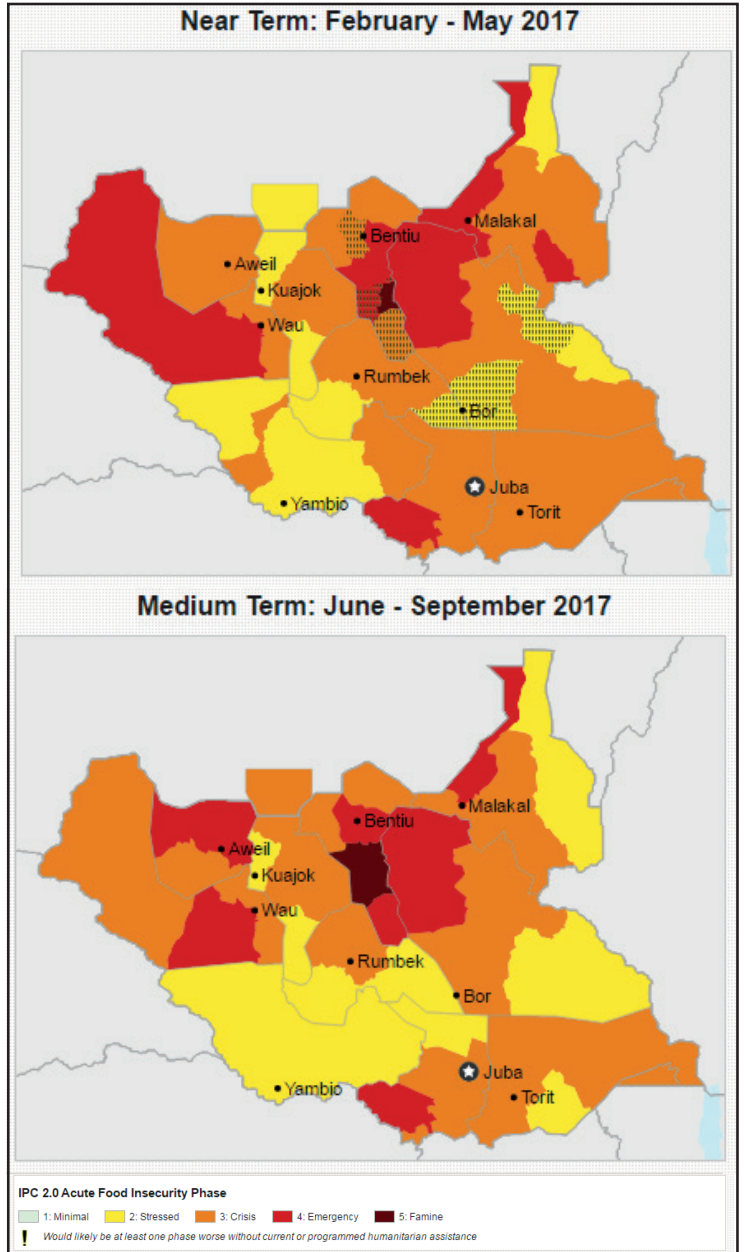 Near Term: February - May 2017
Malakal
Bentiu
Aweil
Kuajok
Wau
Rumbek
Bor
Juba
Yambio
Torit
Medium Term: June - September 2017
Malakal
Bentiu
Aweil
Kuajok
Wau
Rumbek
Bor
Juba
Yambio
Torit
IPC 2.0 Acute Food Insecurity Phase
1: Minimal 2: Stressed 3: Crisis 4: Emergency 5: Famine
! Would likely be at least one phase worse without current or programmed humanitarian assistance